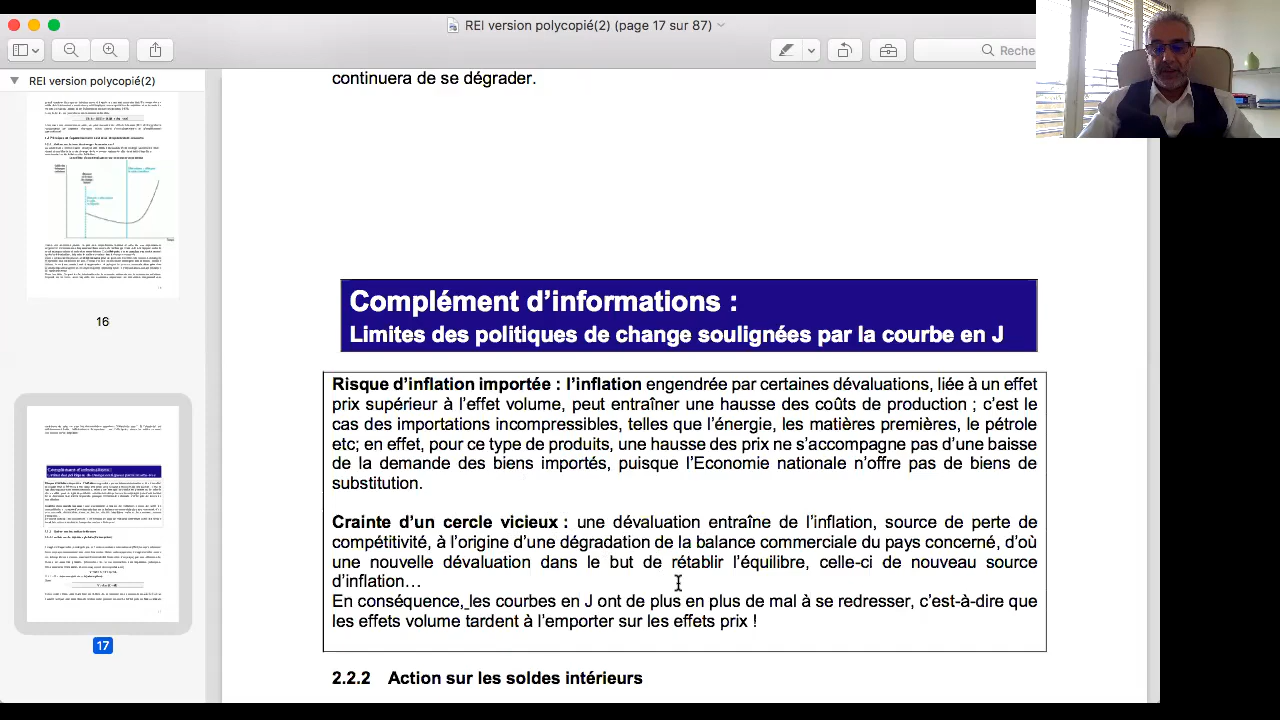 REI version polycopié(2) (page 17 sur 87)
Reche
REI version polycopié(2)
16
17
continuera de se dégrader.
Complément d'informations :
Limites des politiques de change soulignées par la courbe en J
Risque d'inflation importée : l'inflation engendrée par certaines dévaluations, liée à un effet
prix supérieur à l'effet volume, peut entraîner une hausse des coûts de production ; c'est le
cas des importations incompressibles, telles que l'énergie, les matières premières, le pétrole
etc; en effet, pour ce type de produits, une hausse des prix ne s'accompagne pas d'une baisse
de la demande des biens importés, puisque l'Economie nationale n'offre pas de biens de
substitution.
Crainte d'un cercle vicieux : une dévaluation entraîne de l'inflation, source de perte de
compétitivité, à l'origine d'une dégradation de la balance commerciale du pays concerné, d'où
une nouvelle dévaluation dans le but de rétablir l'équilibre, celle-ci de nouveau source
d'inflation…
En conséquence, les courbes en J ont de plus en plus de mal à se redresser, c'est-à-dire que
les effets volume tardent à l'emporter sur les effets prix !
2.2.2 Action sur les soldes intérieurs